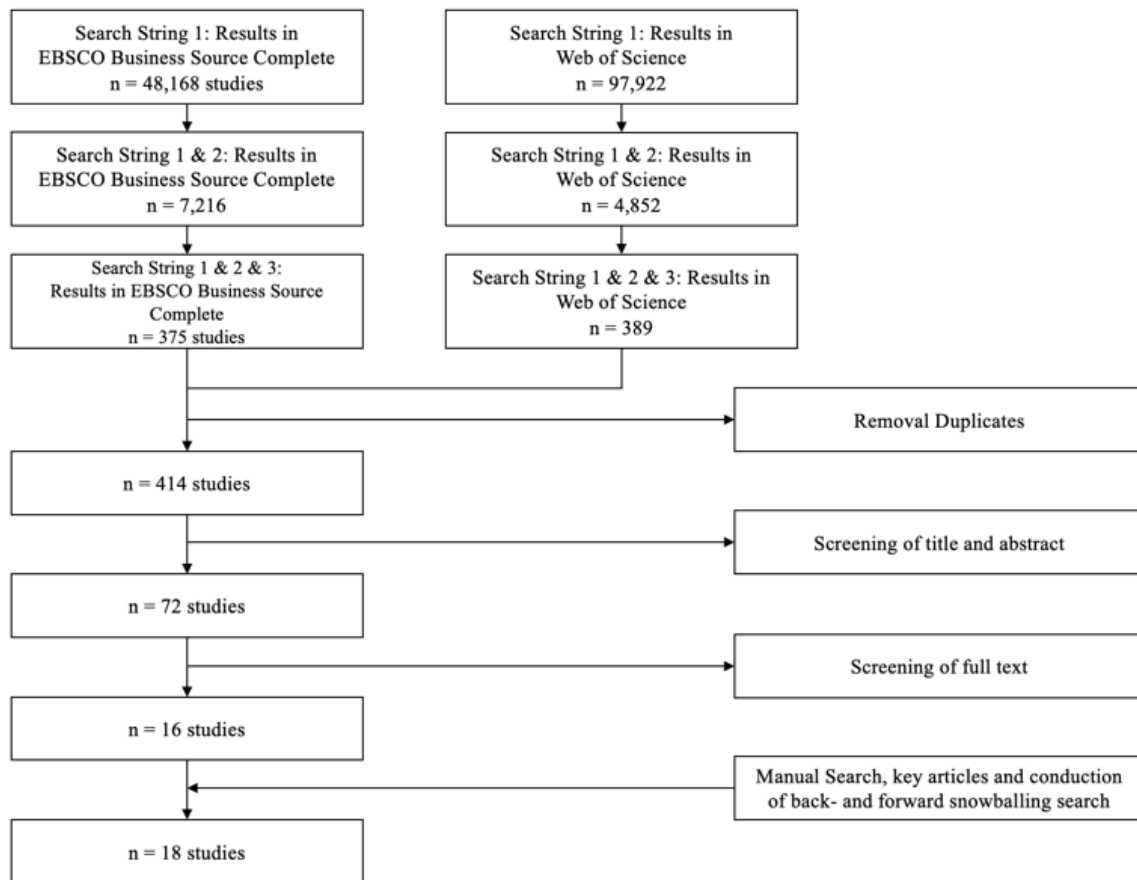 Search String 1: Results in
EBSCO Business Source Complete
n = 48,168 studies
Search String 1: Results in
Web of Science
n = 97,922
Search String 1 & 2: Results in
EBSCO Business Source Complete
n = 7,216
Search String 1 & 2: Results in
Web of Science
n = 4,852
Search String 1 & 2 & 3:
Results in EBSCO Business Source
Complete
n = 375 studies
Search String 1 & 2 & 3: Results in
Web of Science
n = 389
Removal Duplicates
n = 414 studies
Screening of title and abstract
n = 72 studies
Screening of full text
n = 16 studies
Manual Search, key articles and conduction
of back- and forward snowballing search
n = 18 studies